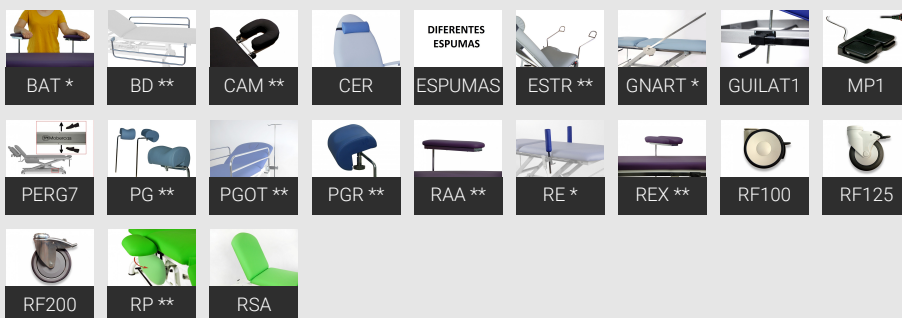 DIFERENTES
ESPUMAS
BAT *
BD **
CAM **
CER
ESPUMAS
ESTR **
GNART *
GUILAT1
MP1
PERG7
PG **
PGOT **
PGR **
RAA **
RE *
REX **
RF100
RF125
RF200
RP **
RSA